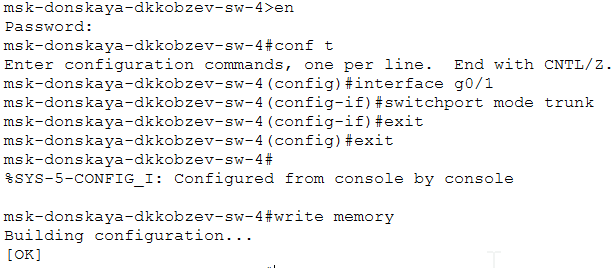 msk-donskaya-dkkobzev-sw-4>en
Password:
msk-donskaya-dkkobzev-sw-4#conf t
Enter configuration commands, one per line.  End with CNTL/Z.
msk-donskaya-dkkobzev-sw-4(config)#interface g0/1
msk-donskaya-dkkobzev-sw-4(config-if)#switchport mode trunk
msk-donskaya-dkkobzev-sw-4(config-if)#exit
msk-donskaya-dkkobzev-sw-4(config)#exit
msk-donskaya-dkkobzev-sw-4#
%SYS-5-CONFIG_I: Configured from console by console
msk-donskaya-dkkobzev-sw-4#write memory
Building configuration...
[OK]